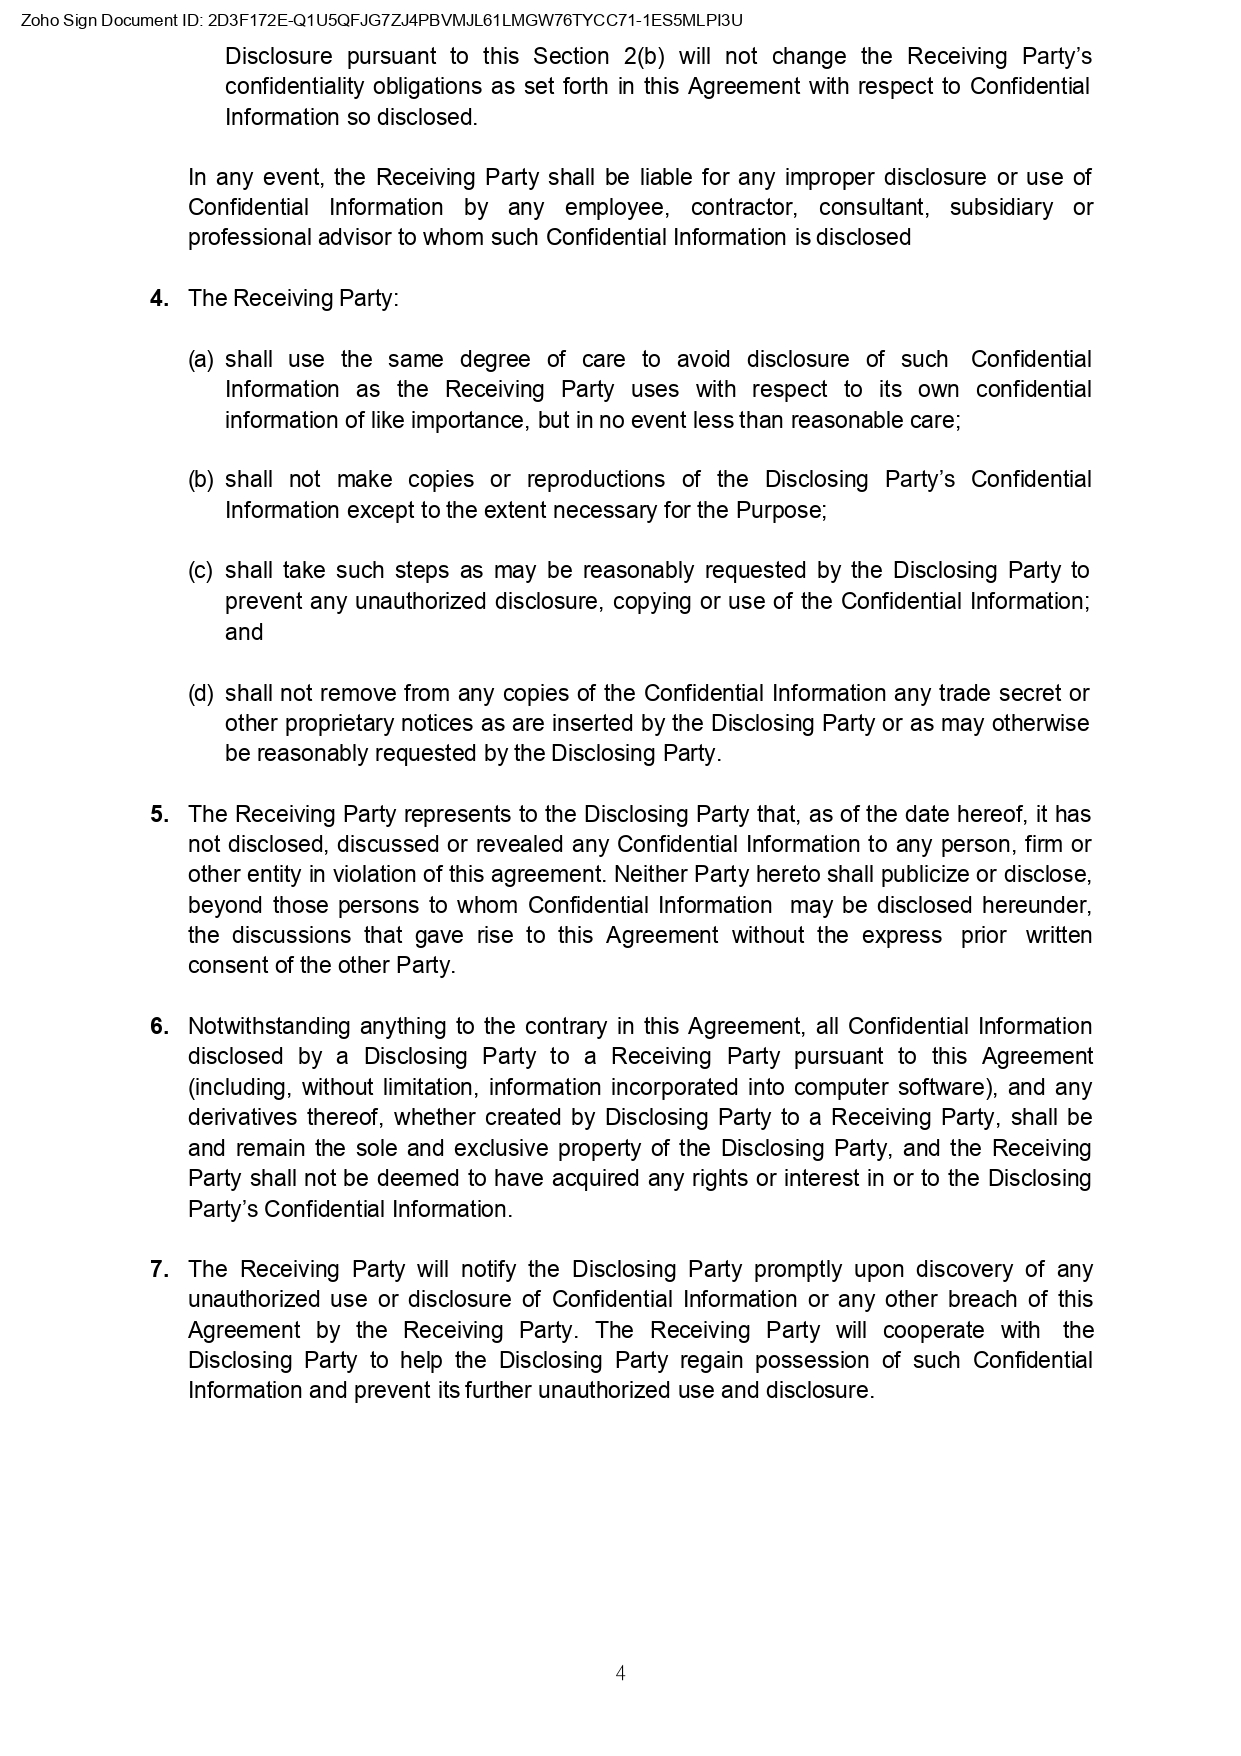 Zoho Sign Document ID: 2D3F172E-Q1U5QFJG7ZJ4PBVMJL61LMGW76TYCC71-1ES5MLPI3U
Disclosure pursuant to this Section 2(b) will not change the Receiving Party’s
confidentiality obligations as set forth in this Agreement with respect to Confidential
Information so disclosed.
In any event, the Receiving Party shall be liable for any improper disclosure or use of
Confidential Information by any employee, contractor, consultant, subsidiary or
professional advisor to whom such Confidential Information is disclosed
4. The Receiving Party:
(a) shall use the same degree of care to avoid disclosure of such Confidential
Information as the Receiving Party uses with respect to its own confidential
information of like importance, but in no event less than reasonable care;
(b) shall not make copies or reproductions of the Disclosing Party’s Confidential
Information except to the extent necessary for the Purpose;
(c) shall take such steps as may be reasonably requested by the Disclosing Party to
prevent any unauthorized disclosure, copying or use of the Confidential Information;
and
(d) shall not remove from any copies of the Confidential Information any trade secret or
other proprietary notices as are inserted by the Disclosing Party or as may otherwise
be reasonably requested by the Disclosing Party.
5. The Receiving Party represents to the Disclosing Party that, as of the date hereof, it has
not disclosed, discussed or revealed any Confidential Information to any person, firm or
other entity in violation of this agreement. Neither Party hereto shall publicize or disclose,
beyond those persons to whom Confidential Information may be disclosed hereunder,
the discussions that gave rise to this Agreement without the express prior written
consent of the other Party.
6. Notwithstanding anything to the contrary in this Agreement, all Confidential Information
disclosed by a Disclosing Party to a Receiving Party pursuant to this Agreement
(including, without limitation, information incorporated into computer software), and any
derivatives thereof, whether created by Disclosing Party to a Receiving Party, shall be
and remain the sole and exclusive property of the Disclosing Party, and the Receiving
Party shall not be deemed to have acquired any rights or interest in or to the Disclosing
Party’s Confidential Information.
7. The Receiving Party will notify the Disclosing Party promptly upon discovery of any
unauthorized use or disclosure of Confidential Information or any other breach of this
Agreement by the Receiving Party. The Receiving Party will cooperate with the
Disclosing Party to help the Disclosing Party regain possession of such Confidential
Information and prevent its further unauthorized use and disclosure.
4